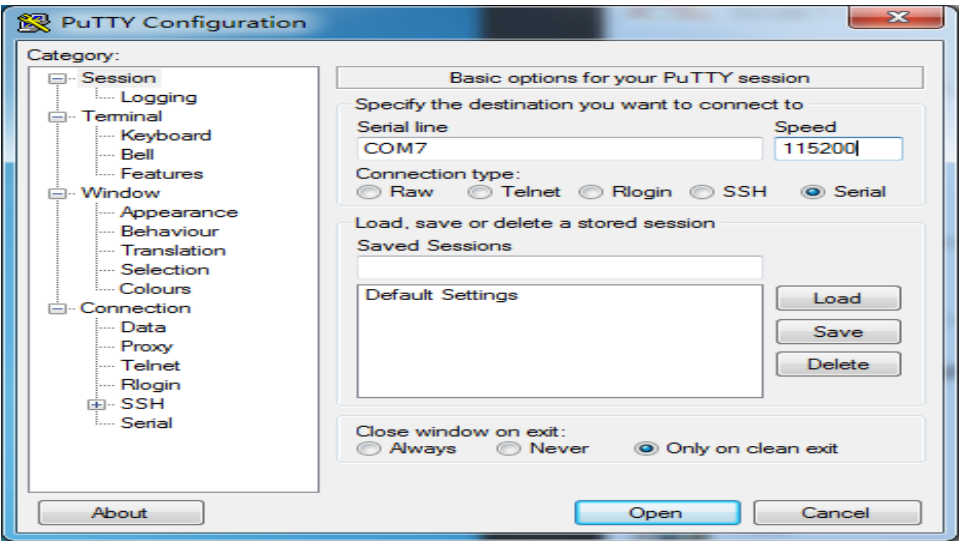 PuTTY Configuration
Category:
Session
Logging
Terminal
Keyboard
Bell
Features
Window
Appearance
Behaviour
Translation
Selection
Colours
Connection
Data
Proxy
Telnet
Rlogin
SSH
Serial
Basic options for your PuTTY session
Specify the destination you want to connect to
Serial line Speed
COM7 115200
Connection type:
Raw Telnet Rlogin SSH Serial
Load, save or delete a stored session
Saved Sessions
Default Settings
Load
Save
Delete
Close window on exit:
Always Never Only on clean exit
About Open Cancel